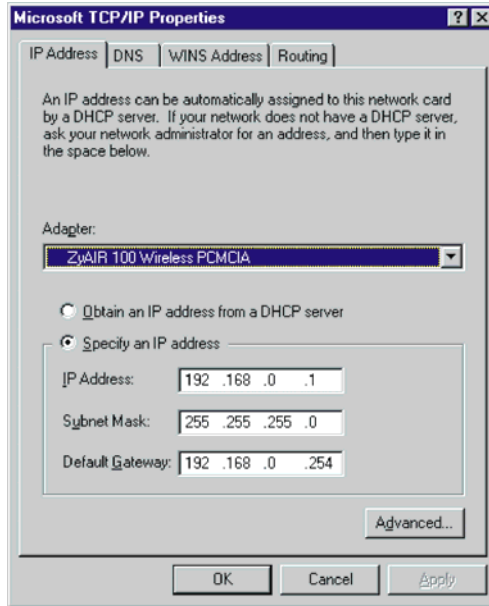 Microsoft TCP/IP Properties
IP Address DNS WINS Address Routing
An IP address can be automatically assigned to this network card
by a DHCP server. If your network does not have a DHCP server,
ask your network administrator for an address, and then type it in
the space below.
Adapter:
ZyAIR 100 Wireless PCMCIA
Obtain an IP address from a DHCP server
Specify an IP address
IP Address: 192 .168 .0 .1
Subnet Mask: 255 .255 .255 .0
Default Gateway: 192 .168 .0 .254
Advanced...
OK Cancel Apply